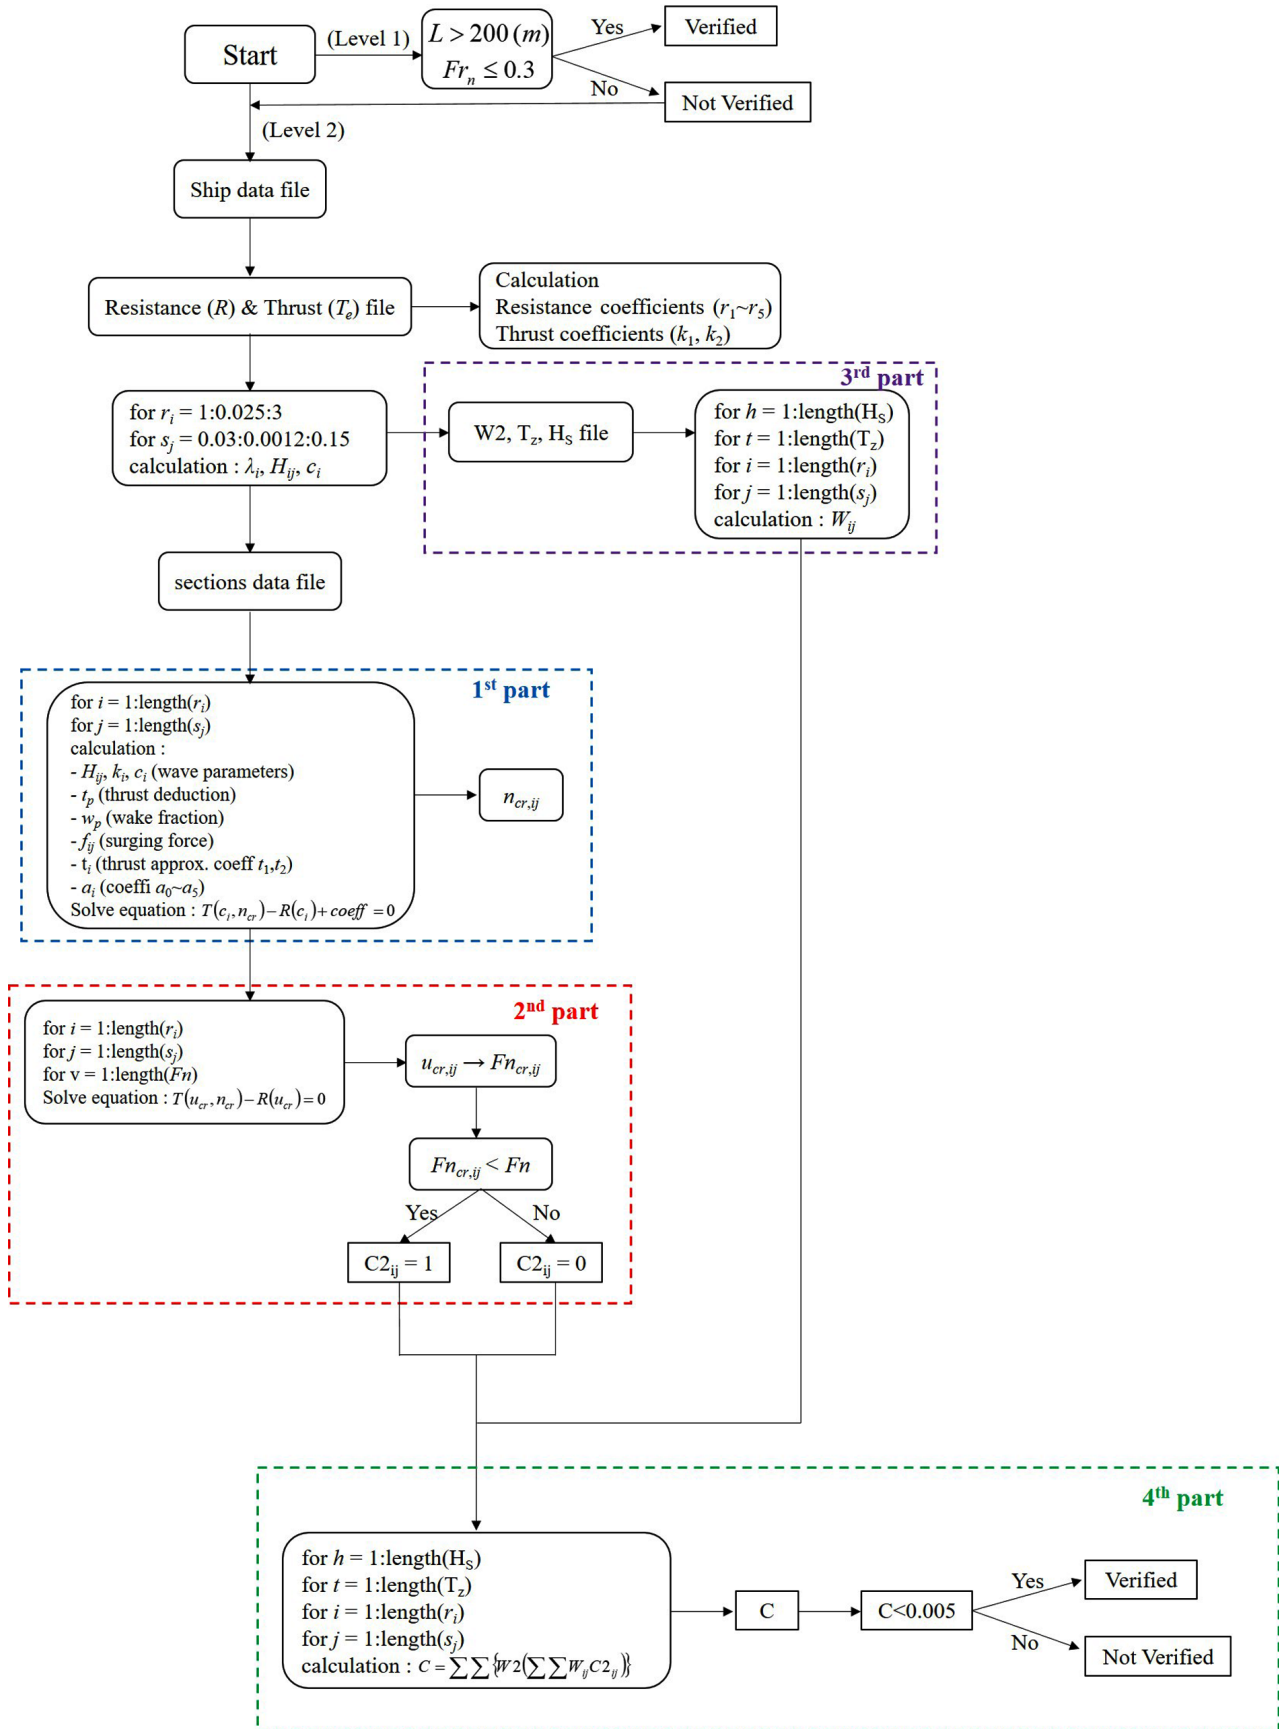 Start
(Level 1)
L > 200 (m)
Fr_n ≤ 0.3
Yes
Verified
No
Not Verified
(Level 2)
Ship data file
Resistance (R) & Thrust (T_e) file
Calculation
Resistance coefficients (r_1~r_5)
Thrust coefficients (k_1, k_2)
for r_i = 1:0.025:3
for s_j = 0.03:0.0012:0.15
calculation : λ_i, H_ij, c_i
3rd part
W2, T_z, H_S file
for h = 1:length(H_S)
for t = 1:length(T_z)
for i = 1:length(r_i)
for j = 1:length(s_j)
calculation : W_ij
sections data file
1st part
for i = 1:length(r_i)
for j = 1:length(s_j)
calculation :
- H_ij, k_i, c_i (wave parameters)
- t_p (thrust deduction)
- w_p (wake fraction)
- f_ij (surging force)
- t_i (thrust approx. coeff t_1,t_2)
- a_i (coeffi a_0~a_5)
Solve equation : T(c_i,n_cr)−R(c_i)+coeff=0
n_cr,ij
2nd part
for i = 1:length(r_i)
for j = 1:length(s_j)
for v = 1:length(Fn)
Solve equation : T(u_cr,n_cr)−R(u_cr)=0
u_cr,ij → Fn_cr,ij
Fn_cr,ij < Fn
Yes
No
C2_ij = 1
C2_ij = 0
4th part
for h = 1:length(H_S)
for t = 1:length(T_z)
for i = 1:length(r_i)
for j = 1:length(s_j)
calculation : C=∑∑{W2(∑∑W_ijC2_ij)}
C
C<0.005
Yes
Verified
No
Not Verified